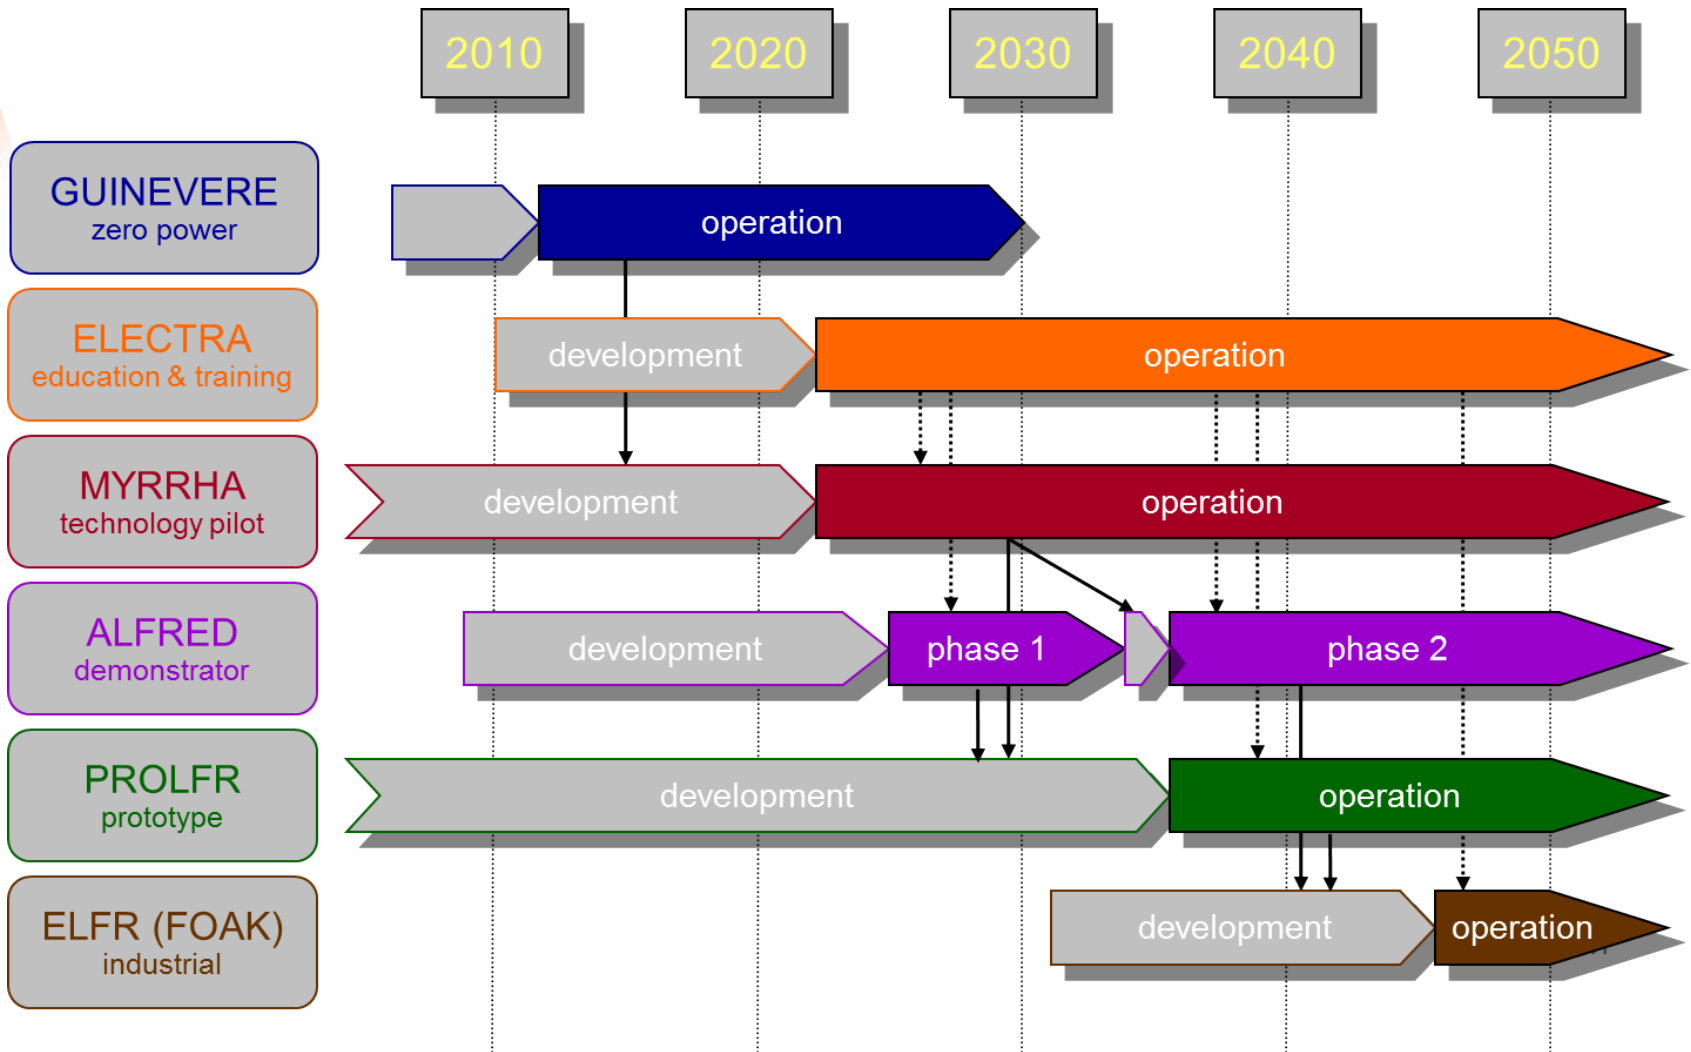 2010
2020
2030
2040
2050
GUINEVERE
zero power
operation
ELECTRA
education & training
development
operation
MYRRHA
technology pilot
development
operation
ALFRED
demonstrator
development
phase 1
phase 2
PROLFR
prototype
development
operation
ELFR (FOAK)
industrial
development
operation